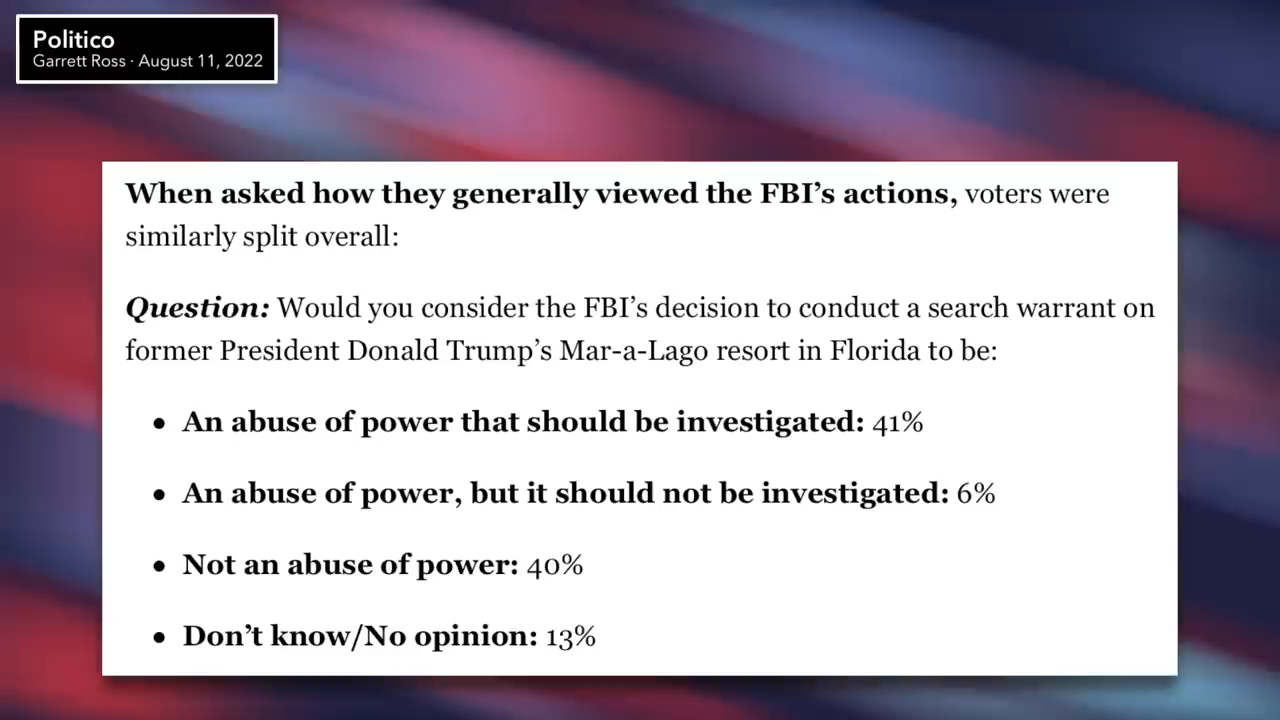 Politico
Garrett Ross · August 11, 2022
When asked how they generally viewed the FBI’s actions, voters were
similarly split overall:
Question: Would you consider the FBI’s decision to conduct a search warrant on
former President Donald Trump’s Mar-a-Lago resort in Florida to be:
• An abuse of power that should be investigated: 41%
• An abuse of power, but it should not be investigated: 6%
• Not an abuse of power: 40%
• Don’t know/No opinion: 13%